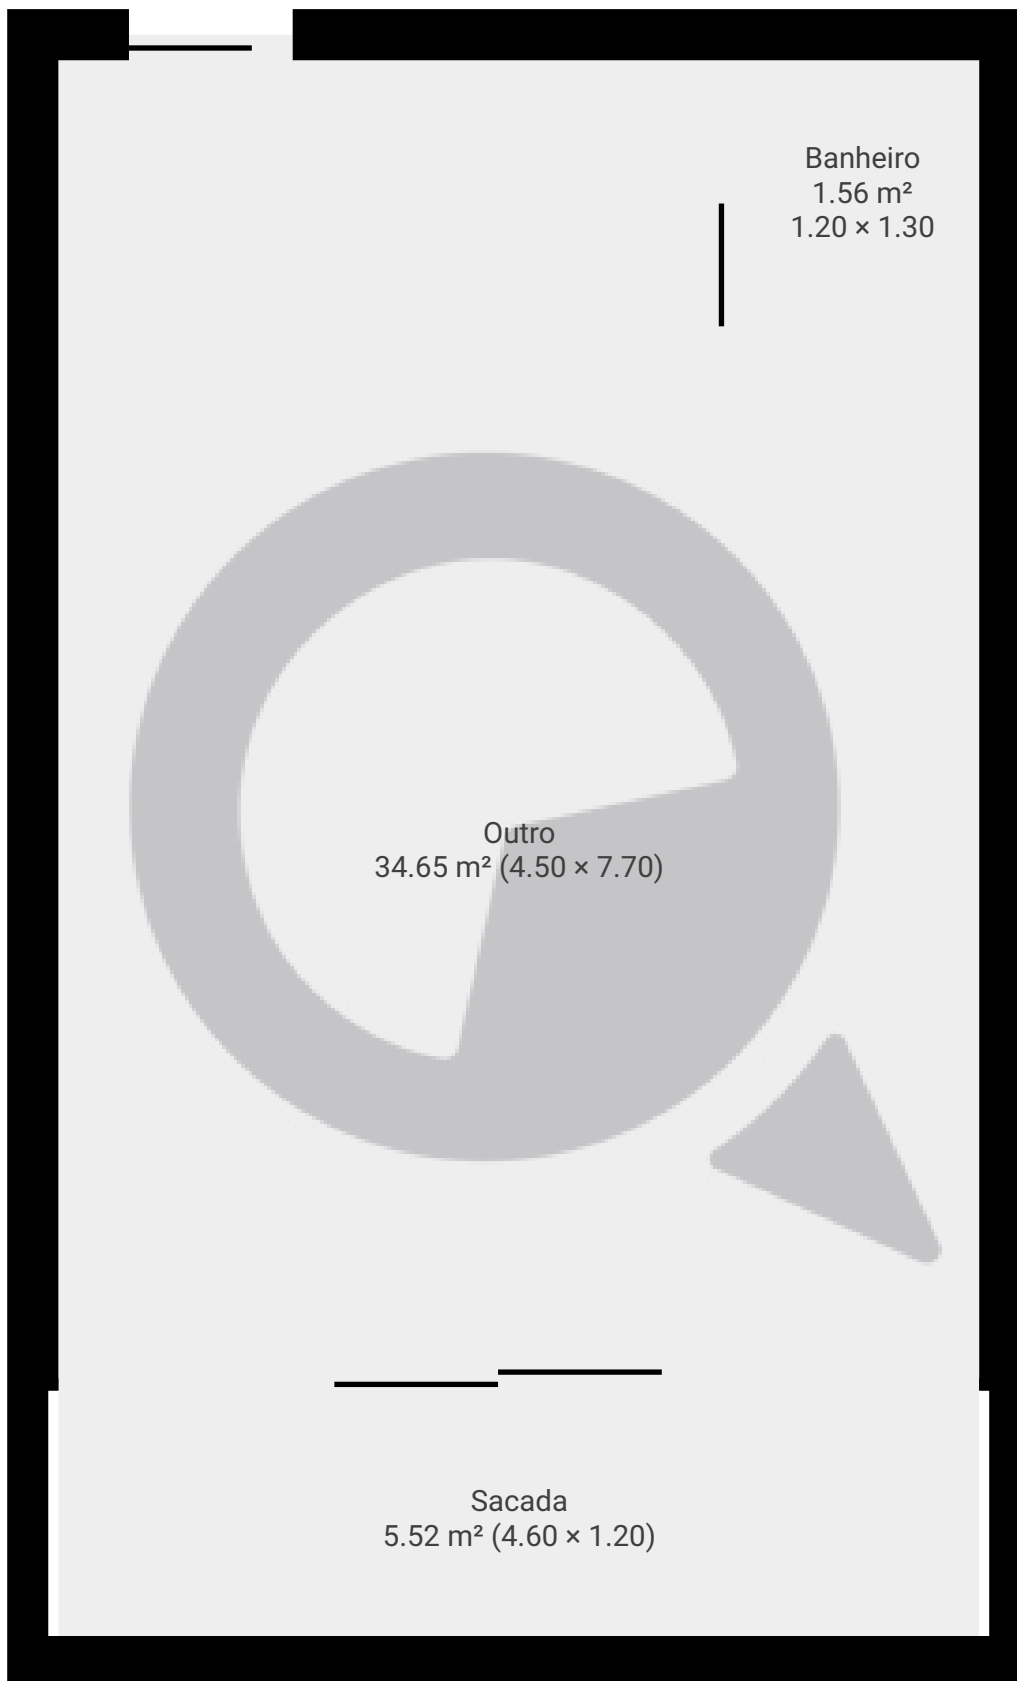 Banheiro
1.56 m²
1.20 × 1.30
Outro
34.65 m² (4.50 × 7.70)
Sacada
5.52 m² (4.60 × 1.20)